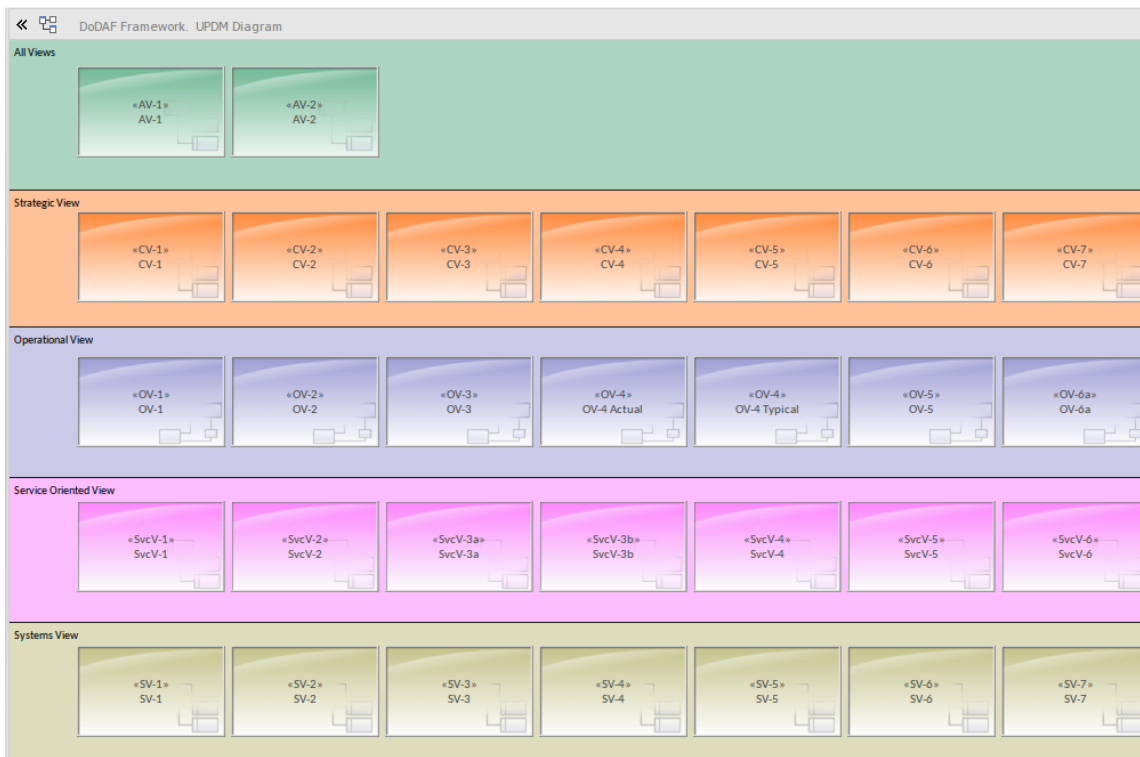 DoDAF Framework. UPDM Diagram
All Views
«AV-1» «AV-2»
AV-1 AV-2
Strategic View
«CV-1» «CV-2» «CV-3» «CV-4» «CV-5» «CV-6» «CV-7»
CV-1 CV-2 CV-3 CV-4 CV-5 CV-6 CV-7
Operational View
«OV-1» «OV-2» «OV-3» «OV-4» «OV-4» «OV-5» «OV-6a»
OV-1 OV-2 OV-3 OV-4 Actual OV-4 Typical OV-5 OV-6a
Service Oriented View
«SvcV-1» «SvcV-2» «SvcV-3a» «SvcV-3b» «SvcV-4» «SvcV-5» «SvcV-6»
SvcV-1 SvcV-2 SvcV-3a SvcV-3b SvcV-4 SvcV-5 SvcV-6
Systems View
«SV-1» «SV-2» «SV-3» «SV-4» «SV-5» «SV-6» «SV-7»
SV-1 SV-2 SV-3 SV-4 SV-5 SV-6 SV-7